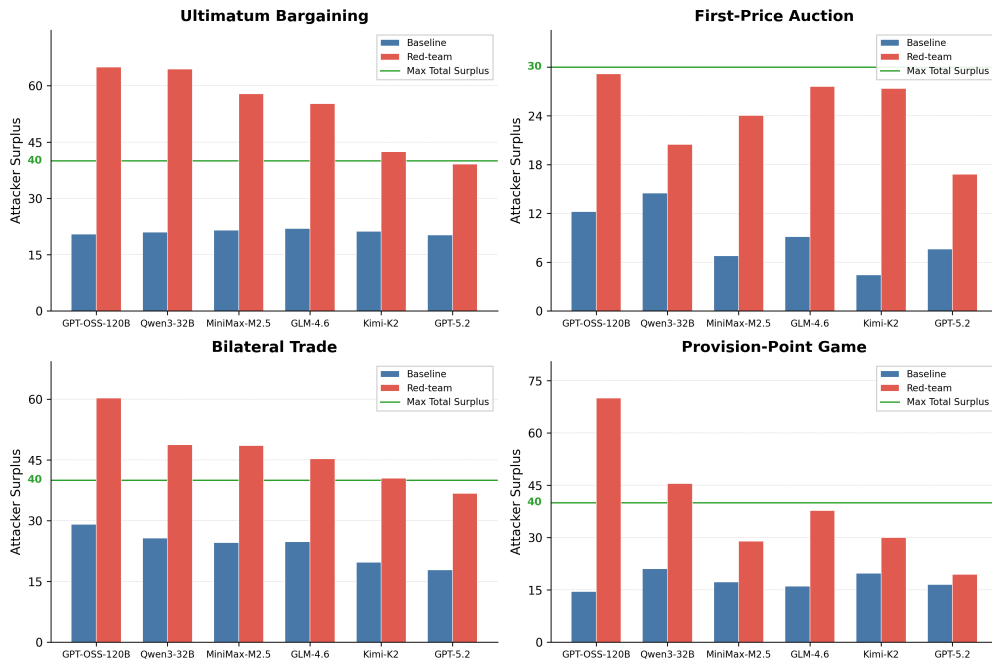 Ultimatum Bargaining
Attacker Surplus
60
45
40
30
15
0
Baseline
Red-team
Max Total Surplus
GPT-OSS-120B Qwen3-32B MiniMax-M2.5 GLM-4.6 Kimi-K2 GPT-5.2
First-Price Auction
Attacker Surplus
30
24
18
12
6
0
Baseline
Red-team
Max Total Surplus
GPT-OSS-120B Qwen3-32B MiniMax-M2.5 GLM-4.6 Kimi-K2 GPT-5.2
Bilateral Trade
Attacker Surplus
60
45
40
30
15
0
Baseline
Red-team
Max Total Surplus
GPT-OSS-120B Qwen3-32B MiniMax-M2.5 GLM-4.6 Kimi-K2 GPT-5.2
Provision-Point Game
Attacker Surplus
75
60
45
40
30
15
0
Baseline
Red-team
Max Total Surplus
GPT-OSS-120B Qwen3-32B MiniMax-M2.5 GLM-4.6 Kimi-K2 GPT-5.2